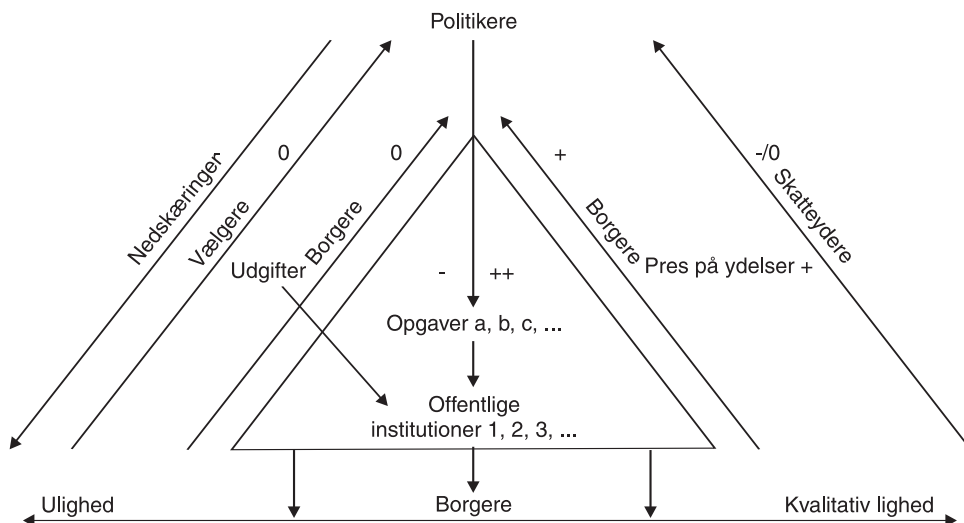 Politikere
Nedskæringer
Vælgere
0
Borgere
0
+
Borgere
-/0
Skatteydere
Udgifter
Pres på ydelser +
- ++
Opgaver a, b, c, ...
Offentlige
institutioner 1, 2, 3, ...
Ulighed
Borgere
Kvalitativ lighed